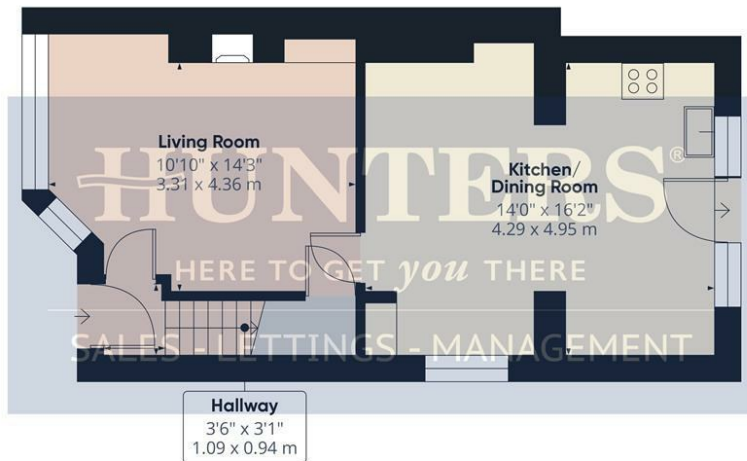 Living Room
10'10" x 14'3"
3.31 x 4.36 m
Kitchen/
Dining Room
14'0" x 16'2"
4.29 x 4.95 m
HUNTERS®
HERE TO GET you THERE
SALES - LETTINGS - MANAGEMENT
Hallway
3'6" x 3'1"
1.09 x 0.94 m